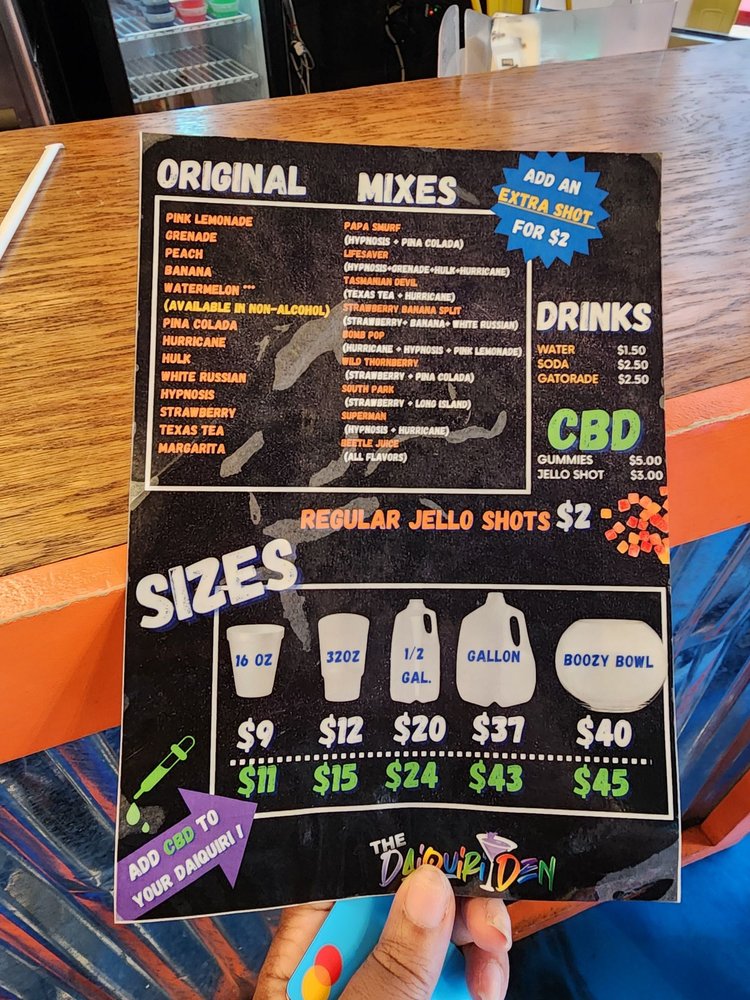 ORIGINAL
PINK LEMONADE
GRENADE
PEACH
BANANA
WATERMELON ***
(AVAILABLE IN NON-ALCOHOL)
PINA COLADA
HURRICANE
HULK
WHITE RUSSIAN
HYPNOSIS
STRAWBERRY
TEXAS TEA
MARGARITA
MIXES
PAPA SMURF
(HYPNOSIS + PINA COLADA)
LIFESAVER
(HYPNOSIS+GRENADE+HULK+HURRICANE)
TASMANIAN DEVIL
(TEXAS TEA + HURRICANE)
STRAWBERRY BANANA SPLIT
(STRAWBERRY+ BANANA+ WHITE RUSSIAN)
BOMB POP
(HURRICANE + HYPNOSIS + PINK LEMONADE)
WILD THORNBERRY
(STRAWBERRY + PINA COLADA)
SOUTH PARK
(STRAWBERRY + LONG ISLAND)
SUPERMAN
(HYPNOSIS + HURRICANE)
BEETLE JUICE
(ALL FLAVORS)
ADD AN
EXTRA SHOT
FOR $2
DRINKS
WATER $1.50
SODA $2.50
GATORADE $2.50
CBD
GUMMIES $5.00
JELLO SHOT $3.00
REGULAR JELLO SHOTS $2
SIZES
16 OZ 32OZ 1/2 GAL. GALLON BOOZY BOWL
$9 $12 $20 $37 $40
$11 $15 $24 $43 $45
ADD CBD TO
YOUR DAIQUIRI !
THE
DAIQUIRI DEN